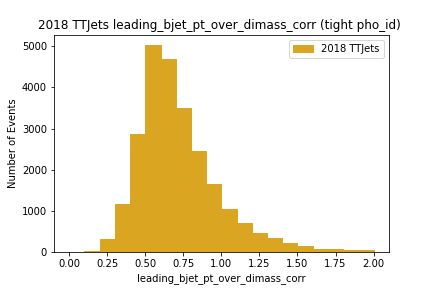 2018 TTJets leading_bjet_pt_over_dimass_corr (tight pho_id)
2018 TTJets
Number of Events
5000
4000
3000
2000
1000
0
0.00 0.25 0.50 0.75 1.00 1.25 1.50 1.75 2.00
leading_bjet_pt_over_dimass_corr